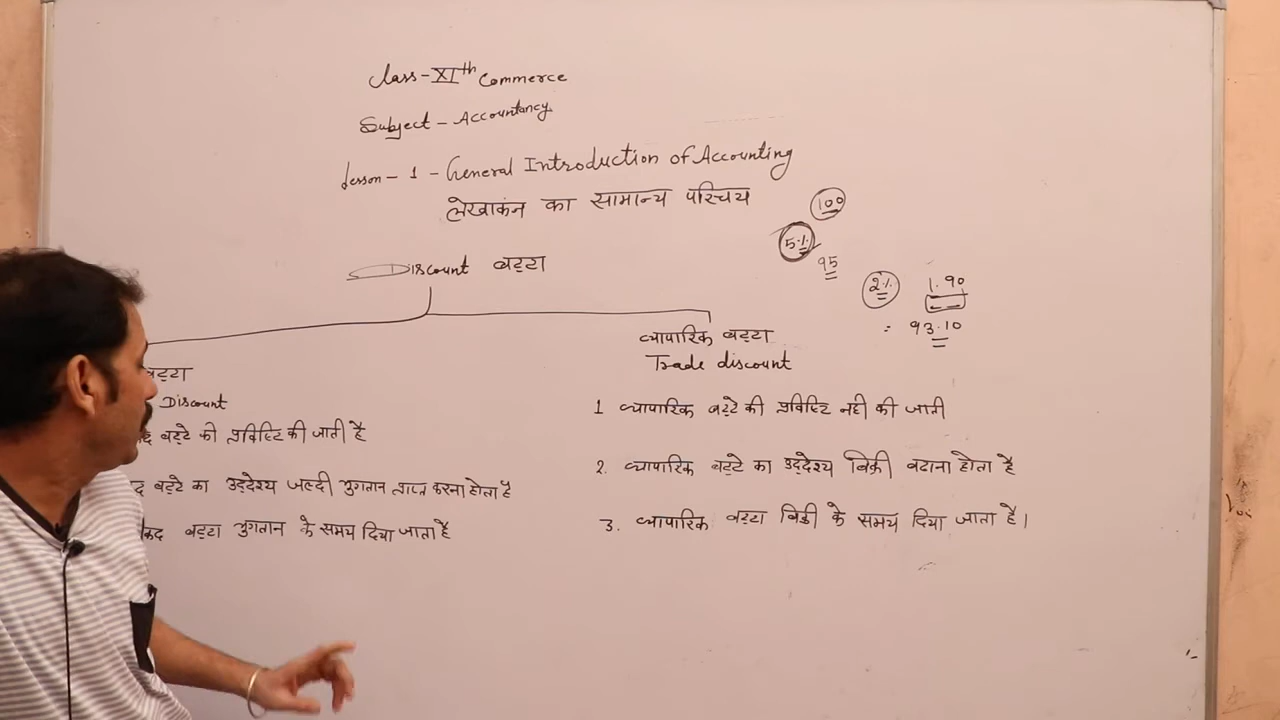 Class-XIth Commerce
Subject - Accountancy
Lesson - 1 - General Introduction of Accounting
लेखाकंन का सामान्य परिचय
100
5%
95
2% 1.90
= 93.10
Discount बट्टा
बट्टा
Discount
बट्टे की प्रविष्टि की जाती है
द बट्टे का उद्देश्य जल्दी भुगतान प्राप्त करना होता है
कद बट्टा भुगतान के समय दिया जाता है
व्यापारिक बट्टा
Trade discount
1 व्यापारिक बट्टे की प्रविष्टि नही की जाती
2. व्यापारिक बट्टे का उद्देश्य बिक्री बढाना होता है
3. व्यापारिक बट्टा बिक्री के समय दिया जाता है।